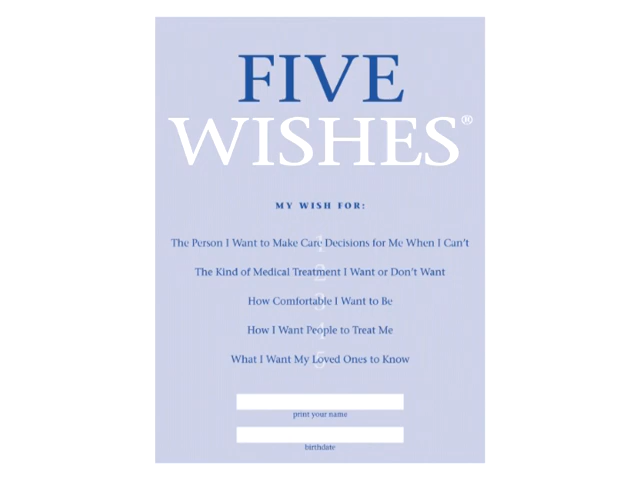 FIVE
WISHES®
MY WISH FOR:
The Person I Want to Make Care Decisions for Me When I Can't
The Kind of Medical Treatment I Want or Don't Want
How Comfortable I Want to Be
How I Want People to Treat Me
What I Want My Loved Ones to Know
print your name
birthdate